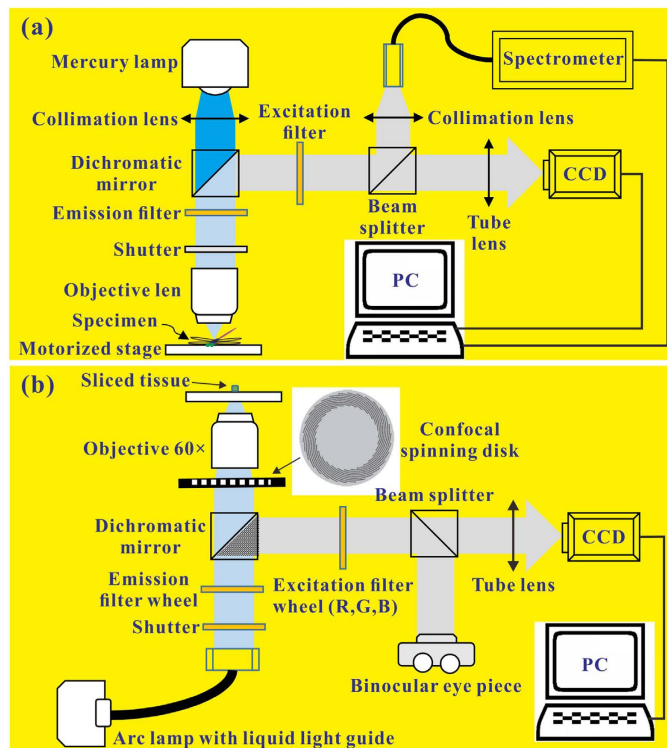 (a)
Mercury lamp
Spectrometer
Collimation lens
Excitation
filter
Collimation lens
Dichromatic
mirror
CCD
Emission filter
Beam
splitter
Tube
lens
Shutter
PC
Objective len
Specimen
Motorized stage
(b)
Sliced tissue
Objective 60×
Confocal
spinning disk
Beam splitter
Dichromatic
mirror
CCD
Emission
filter wheel
Excitation filter
wheel (R,G,B)
Tube lens
Shutter
PC
Binocular eye piece
Arc lamp with liquid light guide